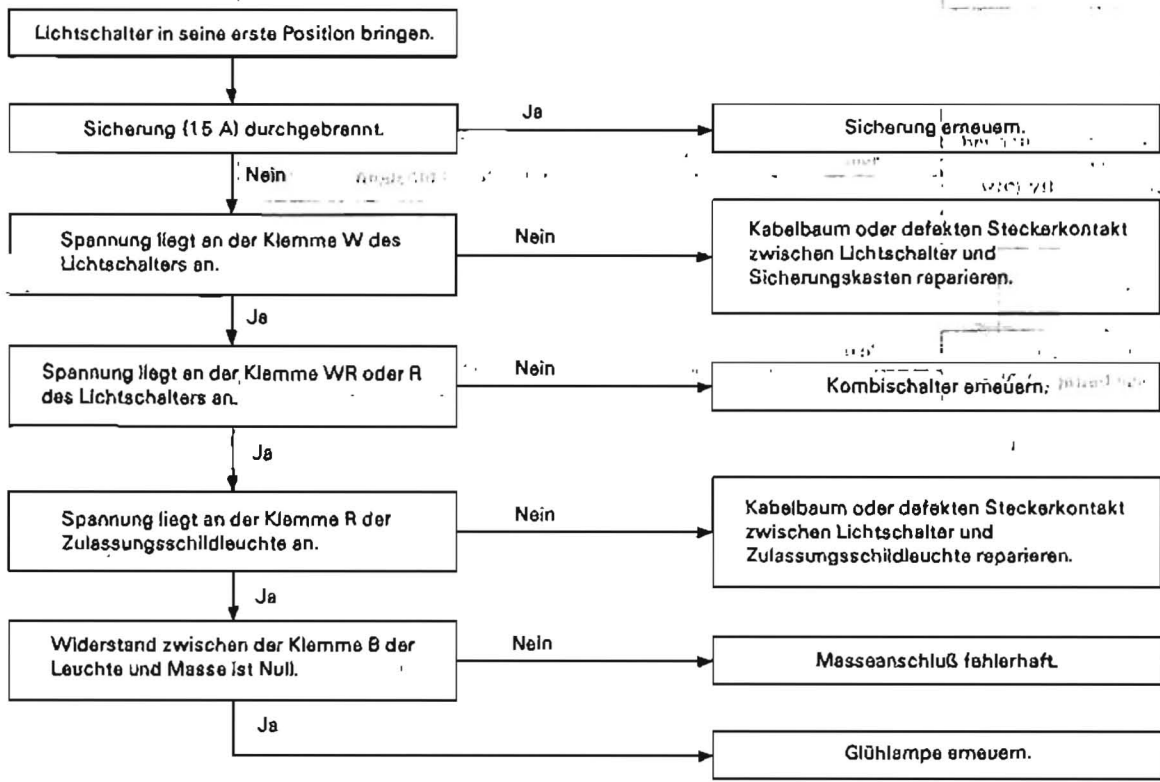 Lichtschalter in seine erste Position bringen.
Sicherung (15 A) durchgebrannt.
Ja
Sicherung erneuern.
Nein
Spannung liegt an der Klemme W des
Lichtschalters an.
Nein
Kabelbaum oder defekten Steckerkontakt
zwischen Lichtschalter und
Sicherungskasten reparieren.
Ja
Spannung liegt an der Klemme WR oder R
des Lichtschalters an.
Nein
Kombischalter erneuern.
Ja
Spannung liegt an der Klemme R der
Zulassungsschildleuchte an.
Nein
Kabelbaum oder defekten Steckerkontakt
zwischen Lichtschalter und
Zulassungsschildleuchte reparieren.
Ja
Widerstand zwischen der Klemme B der
Leuchte und Masse ist Null.
Nein
Masseanschluß fehlerhaft.
Ja
Glühlampe erneuern.